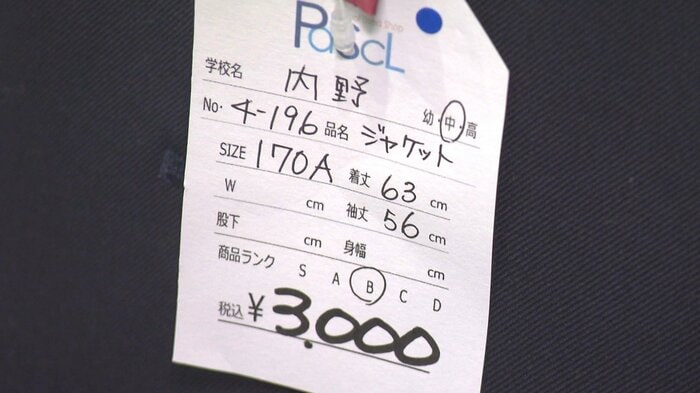 PaScL
学校名 内野 幼・中・高
No. 4-196 品名 ジャケット
SIZE 170A 着丈 63 cm
W cm 袖丈 56 cm
股下 cm 身幅 cm
商品ランク S A B C D
税込 ¥3.000